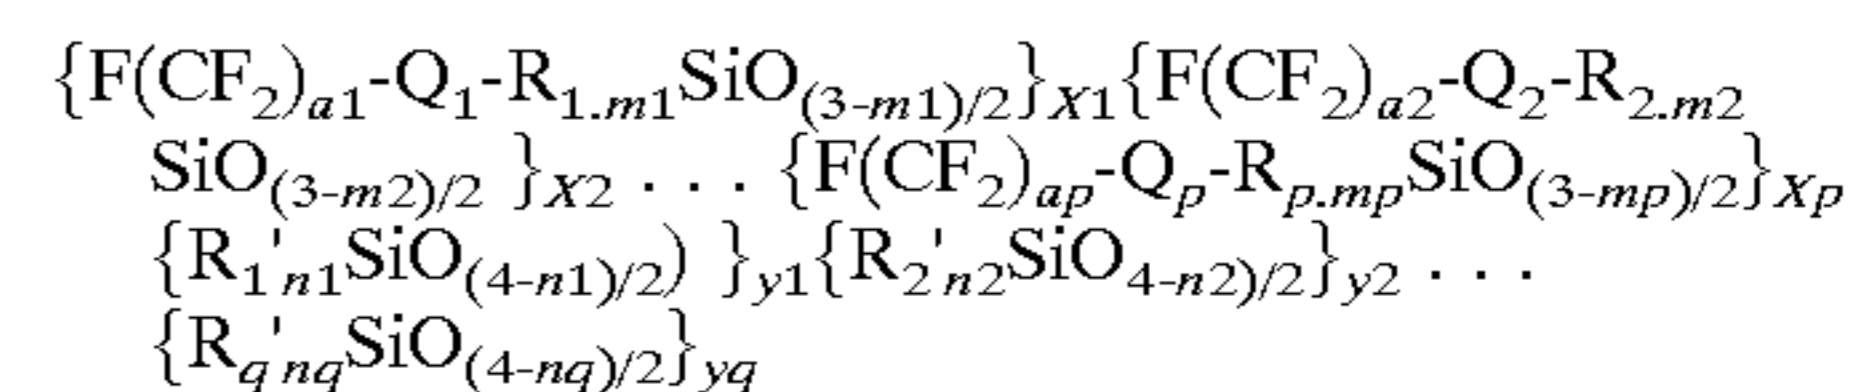 {F(CF₂)ₐ₁-Q₁-R₁.ₘ₁SiO₍₃₋ₘ₁₎/₂}X1{F(CF₂)ₐ₂-Q₂-R₂.ₘ₂
SiO₍₃₋ₘ₂₎/₂ }X2 . . . {F(CF₂)ₐₚ-Qₚ-Rₚ.ₘₚSiO₍₃₋ₘₚ₎/₂}Xp
{R₁'ₙ₁SiO₍₄₋ₙ₁₎/₂) }y1{R₂'ₙ₂SiO₄₋ₙ₂₎/₂}y2 . . .
{Rq'nqSiO(4-nq)/2}yq